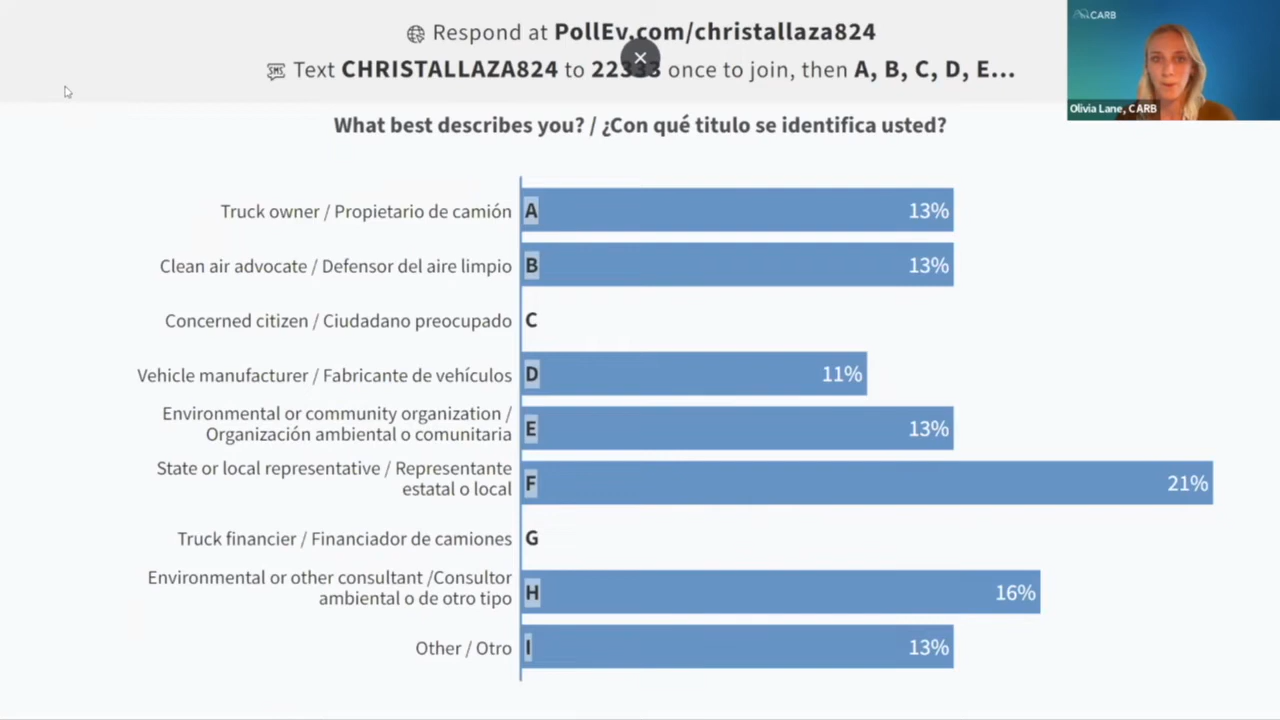 Respond at PollEv.com/christallaza824
CARB
Text CHRISTALLAZA824 to 22333 once to join, then A, B, C, D, E...
Olivia Lane, CARB
What best describes you? / ¿Con qué titulo se identifica usted?
Truck owner / Propietario de camión A 13%
Clean air advocate / Defensor del aire limpio B 13%
Concerned citizen / Ciudadano preocupado C
Vehicle manufacturer / Fabricante de vehículos D 11%
Environmental or community organization /
Organización ambiental o comunitaria E 13%
State or local representative / Representante
estatal o local F 21%
Truck financier / Financiador de camiones G
Environmental or other consultant /Consultor
ambiental o de otro tipo H 16%
Other / Otro I 13%